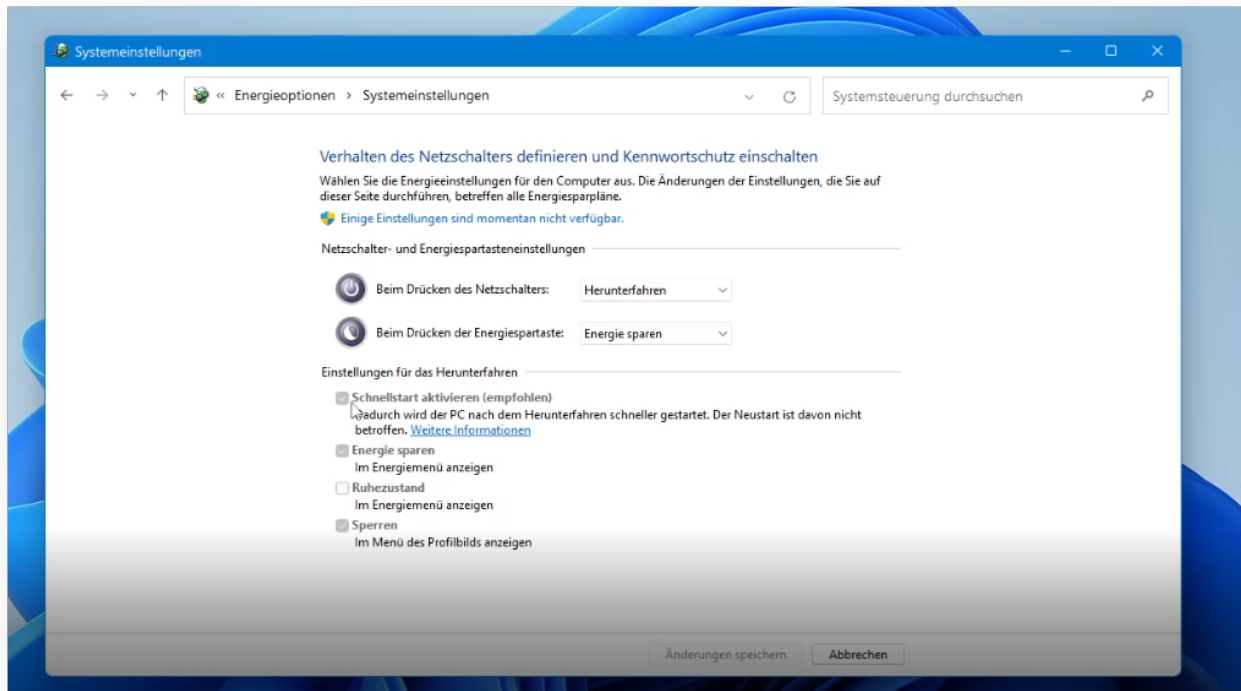 Systemeinstellungen
« Energieoptionen › Systemeinstellungen
Systemsteuerung durchsuchen
Verhalten des Netzschalters definieren und Kennwortschutz einschalten
Wählen Sie die Energieeinstellungen für den Computer aus. Die Änderungen der Einstellungen, die Sie auf
dieser Seite durchführen, betreffen alle Energiesparpläne.
Einige Einstellungen sind momentan nicht verfügbar.
Netzschalter- und Energiespartasteneinstellungen
Beim Drücken des Netzschalters: Herunterfahren
Beim Drücken der Energiespartaste: Energie sparen
Einstellungen für das Herunterfahren
Schnellstart aktivieren (empfohlen)
Dadurch wird der PC nach dem Herunterfahren schneller gestartet. Der Neustart ist davon nicht
betroffen. Weitere Informationen
Energie sparen
Im Energiemenü anzeigen
Ruhezustand
Im Energiemenü anzeigen
Sperren
Im Menü des Profilbilds anzeigen
Änderungen speichern Abbrechen